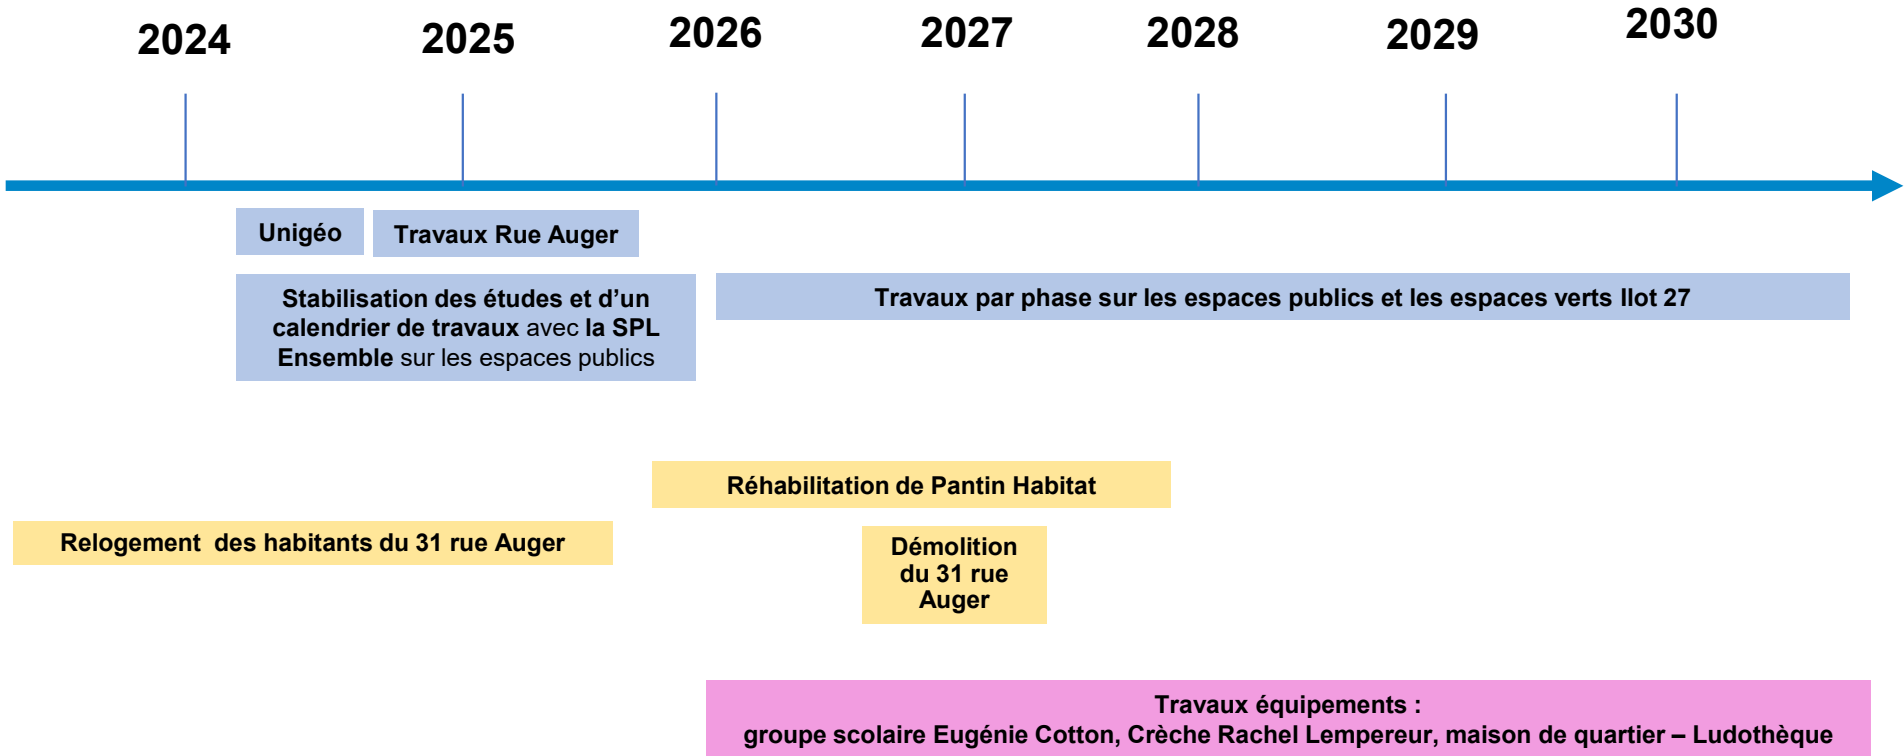 2024
2025
2026
2027
2028
2029
2030
Unigéo
Travaux Rue Auger
Stabilisation des études et d’un
calendrier de travaux avec la SPL
Ensemble sur les espaces publics
Travaux par phase sur les espaces publics et les espaces verts Ilot 27
Réhabilitation de Pantin Habitat
Relogement des habitants du 31 rue Auger
Démolition
du 31 rue
Auger
Travaux équipements :
groupe scolaire Eugénie Cotton, Crèche Rachel Lempereur, maison de quartier – Ludothèque